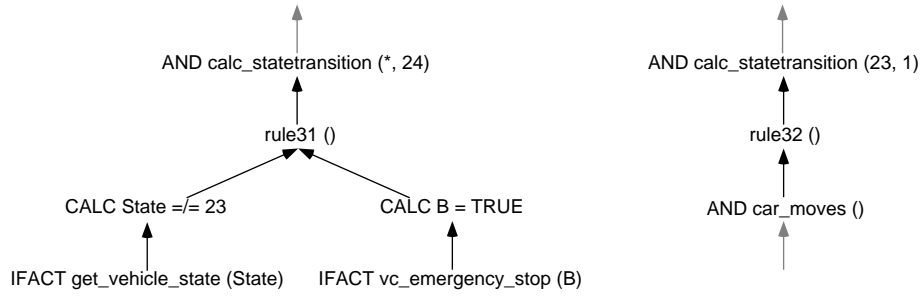 AND calc_statetransition (*, 24)
AND calc_statetransition (23, 1)
rule31 ()
rule32 ()
CALC State =/= 23
CALC B = TRUE
AND car_moves ()
IFACT get_vehicle_state (State)
IFACT vc_emergency_stop (B)